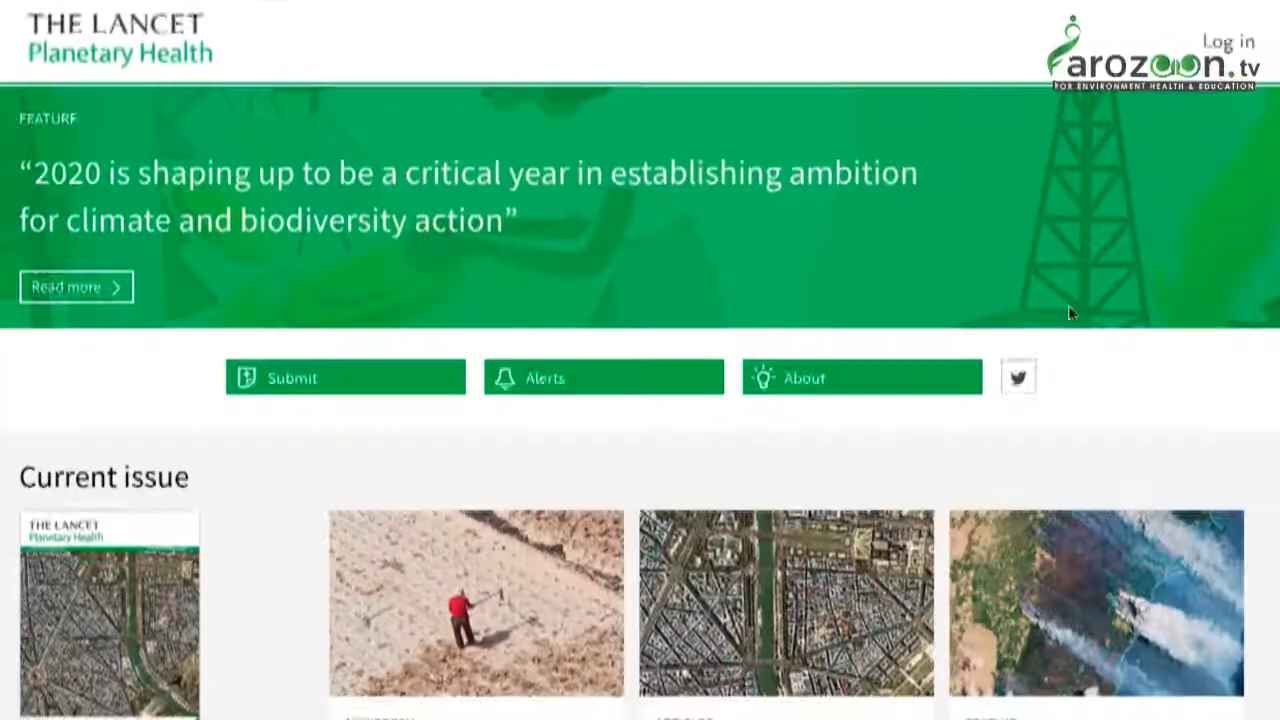 THE LANCET
Planetary Health
Log in
Farozoon.tv
FOR ENVIRONMENT HEALTH & EDUCATION
FEATURE
“2020 is shaping up to be a critical year in establishing ambition
for climate and biodiversity action”
Read more
Submit
Alerts
About
Current issue
THE LANCET
Planetary Health